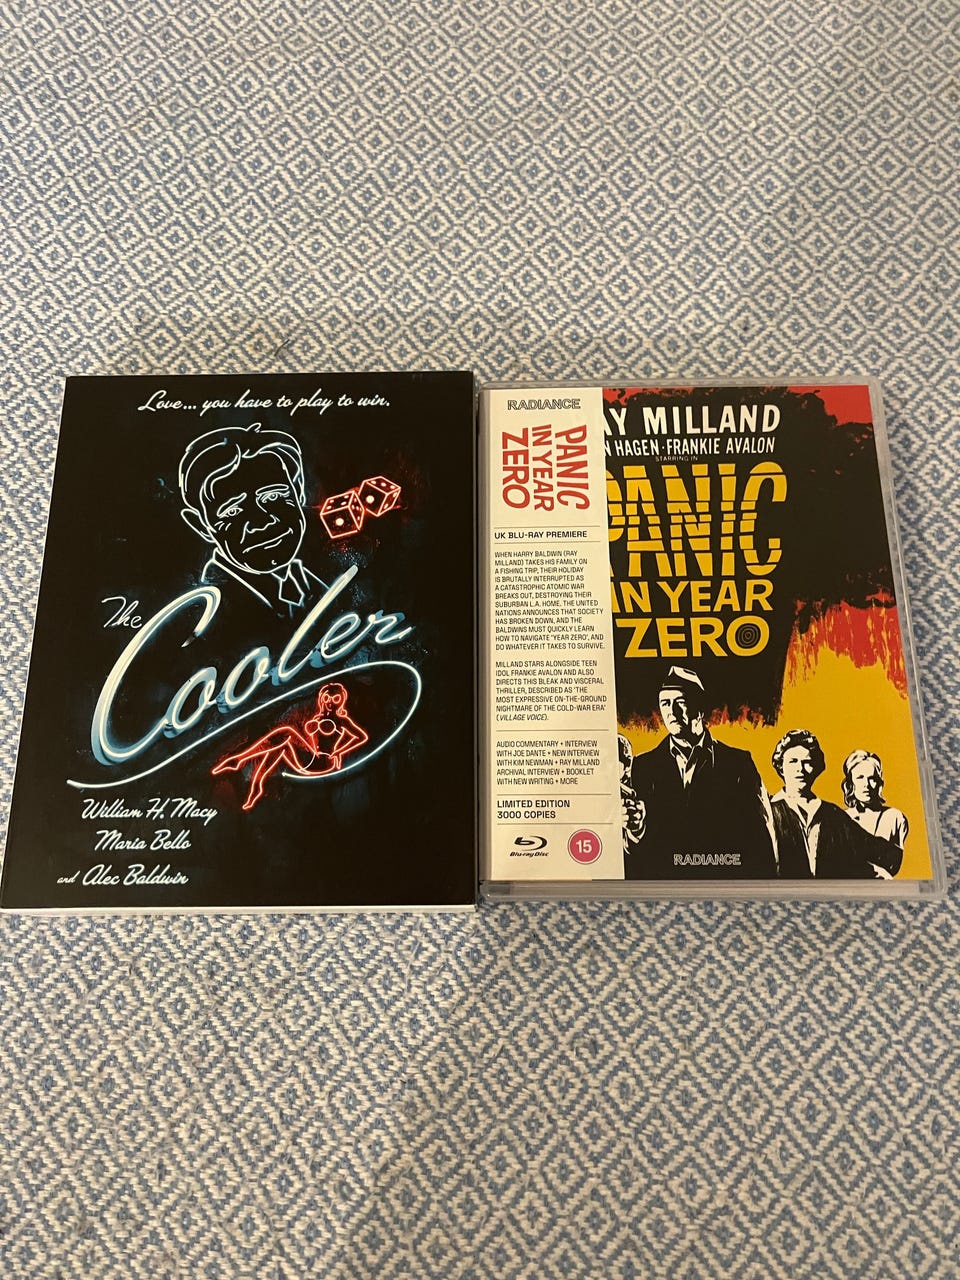 Love... you have to play to win.
The
Cooler
William H. Macy
Maria Bello
and Alec Baldwin
RADIANCE
PANIC
IN YEAR
ZERO
UK BLU-RAY PREMIERE
WHEN HARRY BALDWIN (RAY
MILLAND) TAKES HIS FAMILY ON
A FISHING TRIP, THEIR HOLIDAY
IS BRUTALLY INTERRUPTED AS
A CATASTROPHIC ATOMIC WAR
BREAKS OUT, DESTROYING THEIR
SUBURBAN L.A. HOME. THE UNITED
NATIONS ANNOUNCES THAT SOCIETY
HAS BROKEN DOWN, AND THE
BALDWINS MUST QUICKLY LEARN
HOW TO NAVIGATE 'YEAR ZERO', AND
DO WHATEVER IT TAKES TO SURVIVE.
MILLAND STARS ALONGSIDE TEEN
IDOL FRANKIE AVALON AND ALSO
DIRECTS THIS BLEAK AND VISCERAL
THRILLER, DESCRIBED AS 'THE
MOST EXPRESSIVE ON-THE-GROUND
NIGHTMARE OF THE COLD-WAR ERA'
(VILLAGE VOICE).
AUDIO COMMENTARY + INTERVIEW
WITH JOE DANTE + NEW INTERVIEW
WITH KIM NEWMAN + RAY MILLAND
ARCHIVAL INTERVIEW + BOOKLET
WITH NEW WRITING + MORE
LIMITED EDITION
3000 COPIES
Blu-ray Disc
15
AY MILLAND
N HAGEN · FRANKIE AVALON
STARRING IN
PANIC
IN YEAR
ZERO
RADIANCE